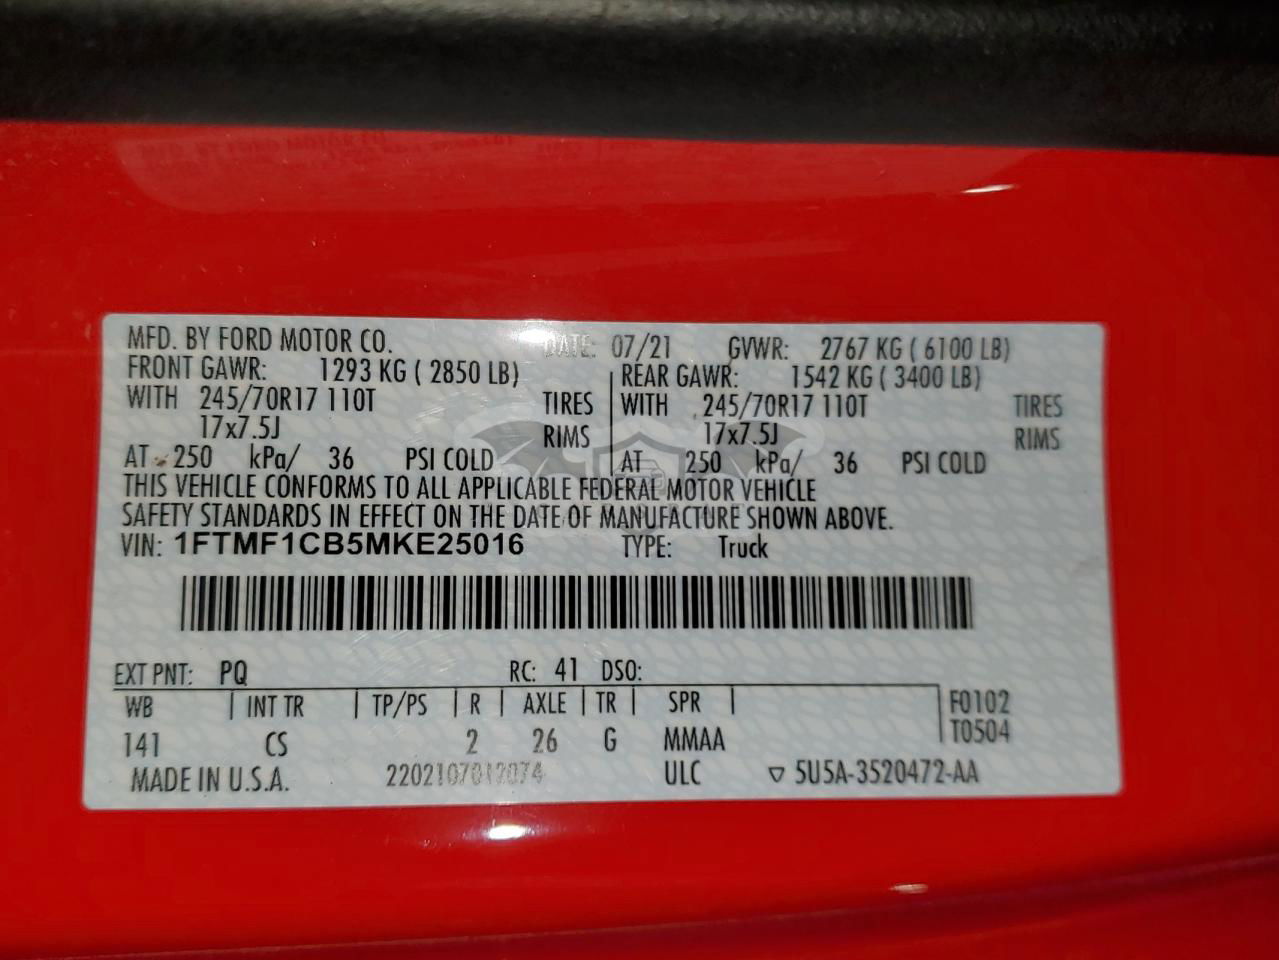 MFD. BY FORD MOTOR CO. DATE: 07/21 GVWR: 2767 KG ( 6100 LB)
FRONT GAWR: 1293 KG ( 2850 LB) REAR GAWR: 1542 KG ( 3400 LB)
WITH 245/70R17 110T TIRES WITH 245/70R17 110T TIRES
17x7.5J RIMS 17x7.5J RIMS
AT 250 kPa/ 36 PSI COLD AT 250 kPa/ 36 PSI COLD
THIS VEHICLE CONFORMS TO ALL APPLICABLE FEDERAL MOTOR VEHICLE
SAFETY STANDARDS IN EFFECT ON THE DATE OF MANUFACTURE SHOWN ABOVE.
VIN: 1FTMF1CB5MKE25016 TYPE: Truck
EXT PNT: PQ RC: 41 DSO:
WB INT TR TP/PS R AXLE TR SPR F0102
141 CS 2 26 G MMAA T0504
MADE IN U.S.A. 2202107012074 ULC 5U5A-3520472-AA